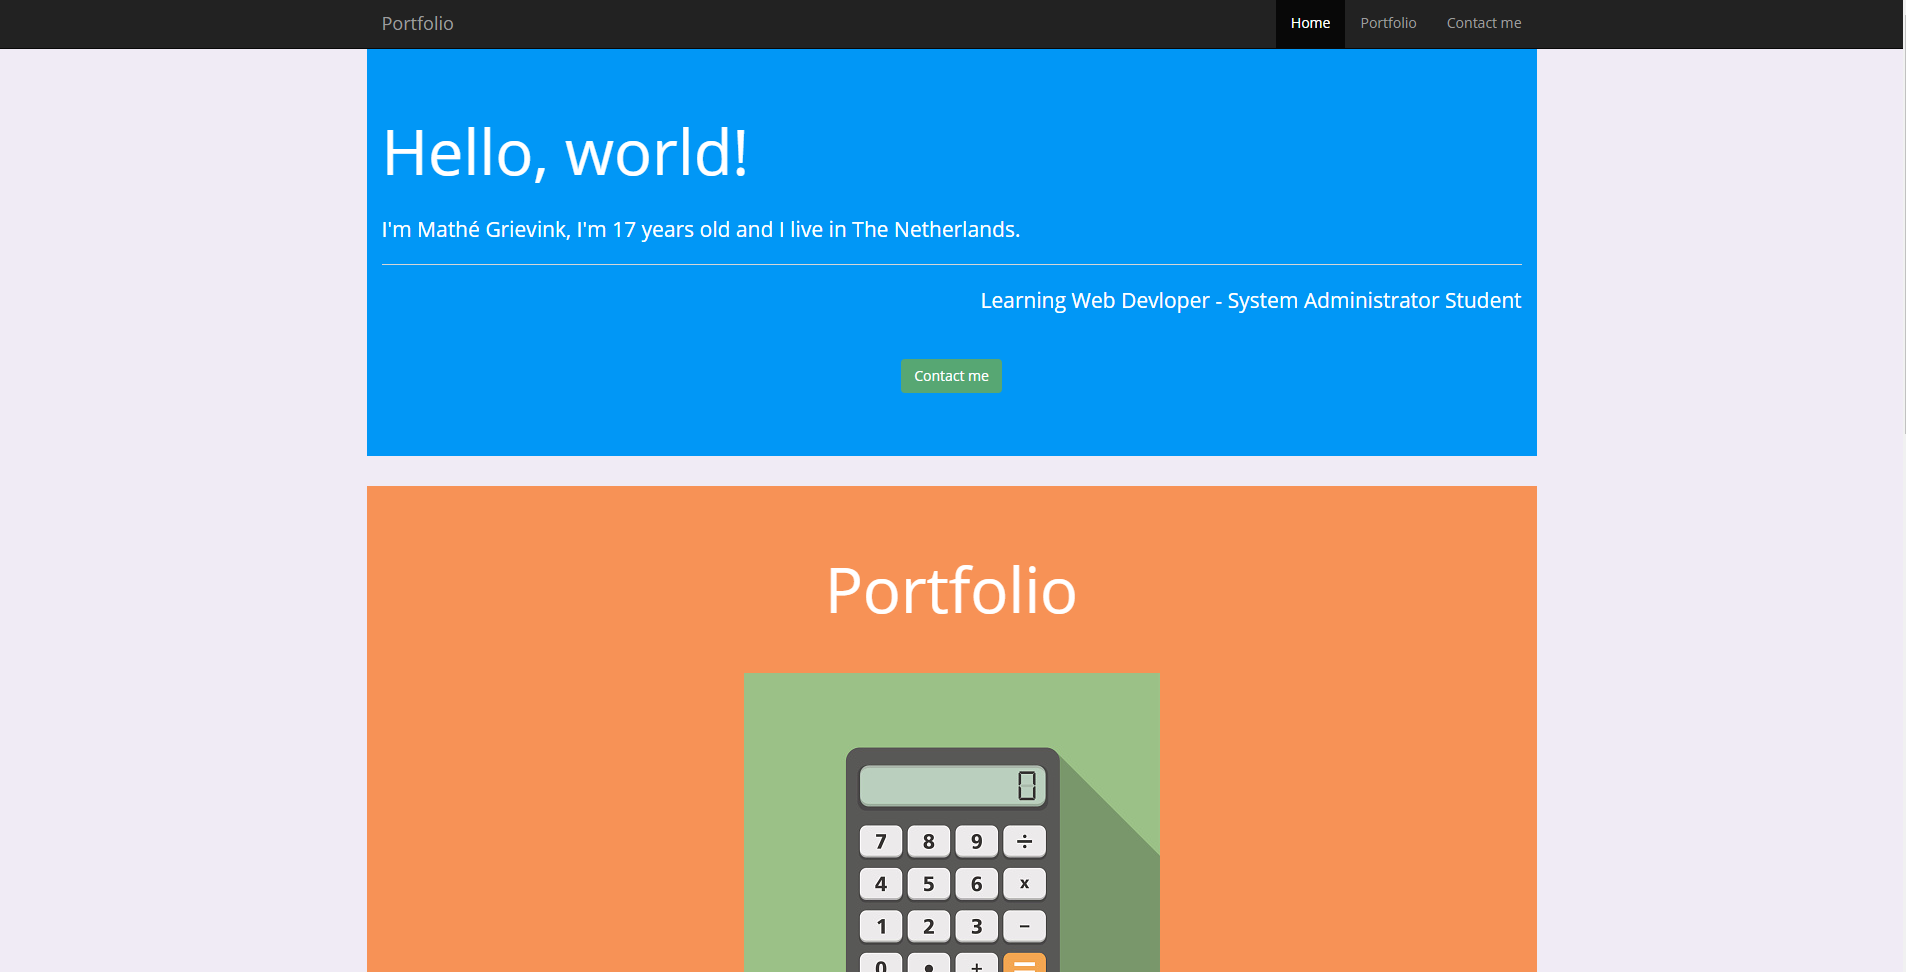 Portfolio Home Portfolio Contact me
Hello, world!
I'm Mathé Grievink, I'm 17 years old and I live in The Netherlands.
Learning Web Devloper - System Administrator Student
Contact me
Portfolio
0
7 8 9 ÷
4 5 6 x
1 2 3 −
0 • + =